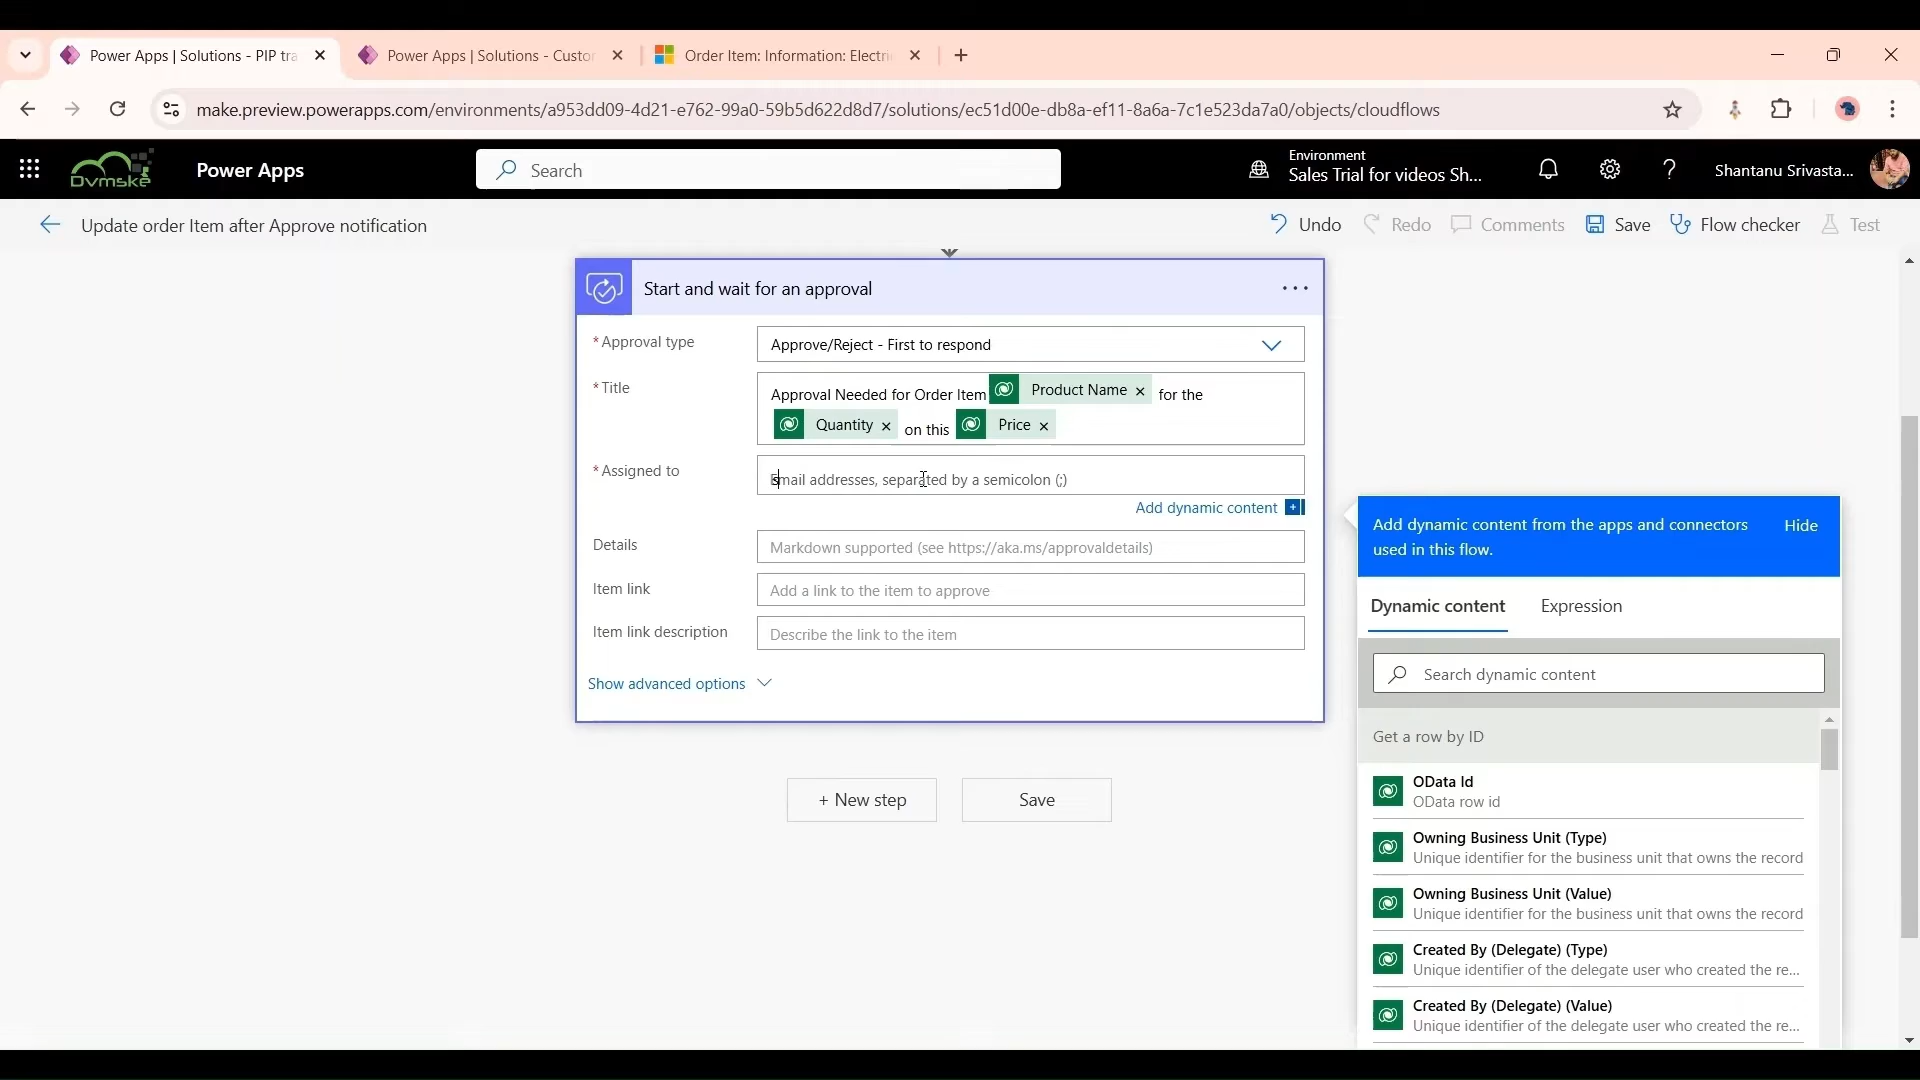 Power Apps | Solutions - PIP tra
Power Apps | Solutions - Custor
Order Item: Information: Electri
make.preview.powerapps.com/environments/a953dd09-4d21-e762-99a0-59b5d622d8d7/solutions/ec51d00e-db8a-ef11-8a6a-7c1e523da7a0/objects/cloudflows
Dvmske
Power Apps
Search
Environment
Sales Trial for videos Sh...
Shantanu Srivasta...
Update order Item after Approve notification
Undo
Redo
Comments
Save
Flow checker
Test
Start and wait for an approval
* Approval type
Approve/Reject - First to respond
* Title
Approval Needed for Order Item Product Name × for the
Quantity × on this Price ×
* Assigned to
Email addresses, separated by a semicolon (;)
Add dynamic content +
Details
Markdown supported (see https://aka.ms/approvaldetails)
Item link
Add a link to the item to approve
Item link description
Describe the link to the item
Show advanced options
+ New step
Save
Add dynamic content from the apps and connectors
used in this flow.
Hide
Dynamic content
Expression
Search dynamic content
Get a row by ID
OData Id
OData row id
Owning Business Unit (Type)
Unique identifier for the business unit that owns the record
Owning Business Unit (Value)
Unique identifier for the business unit that owns the record
Created By (Delegate) (Type)
Unique identifier of the delegate user who created the re...
Created By (Delegate) (Value)
Unique identifier of the delegate user who created the re...